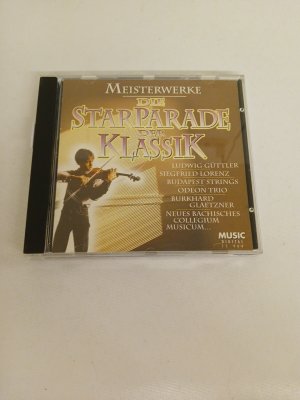 MEISTERWERKE
DIE
STARPARADE
DER
KLASSIK
LUDWIG GÜTTLER
SIEGFRIED LORENZ
BUDAPEST STRINGS
ODEON TRIO
BURKHARD
GLAETZNER
NEUES BACHISCHES
COLLEGIUM
MUSICUM...
MUSIC
DIGITAL